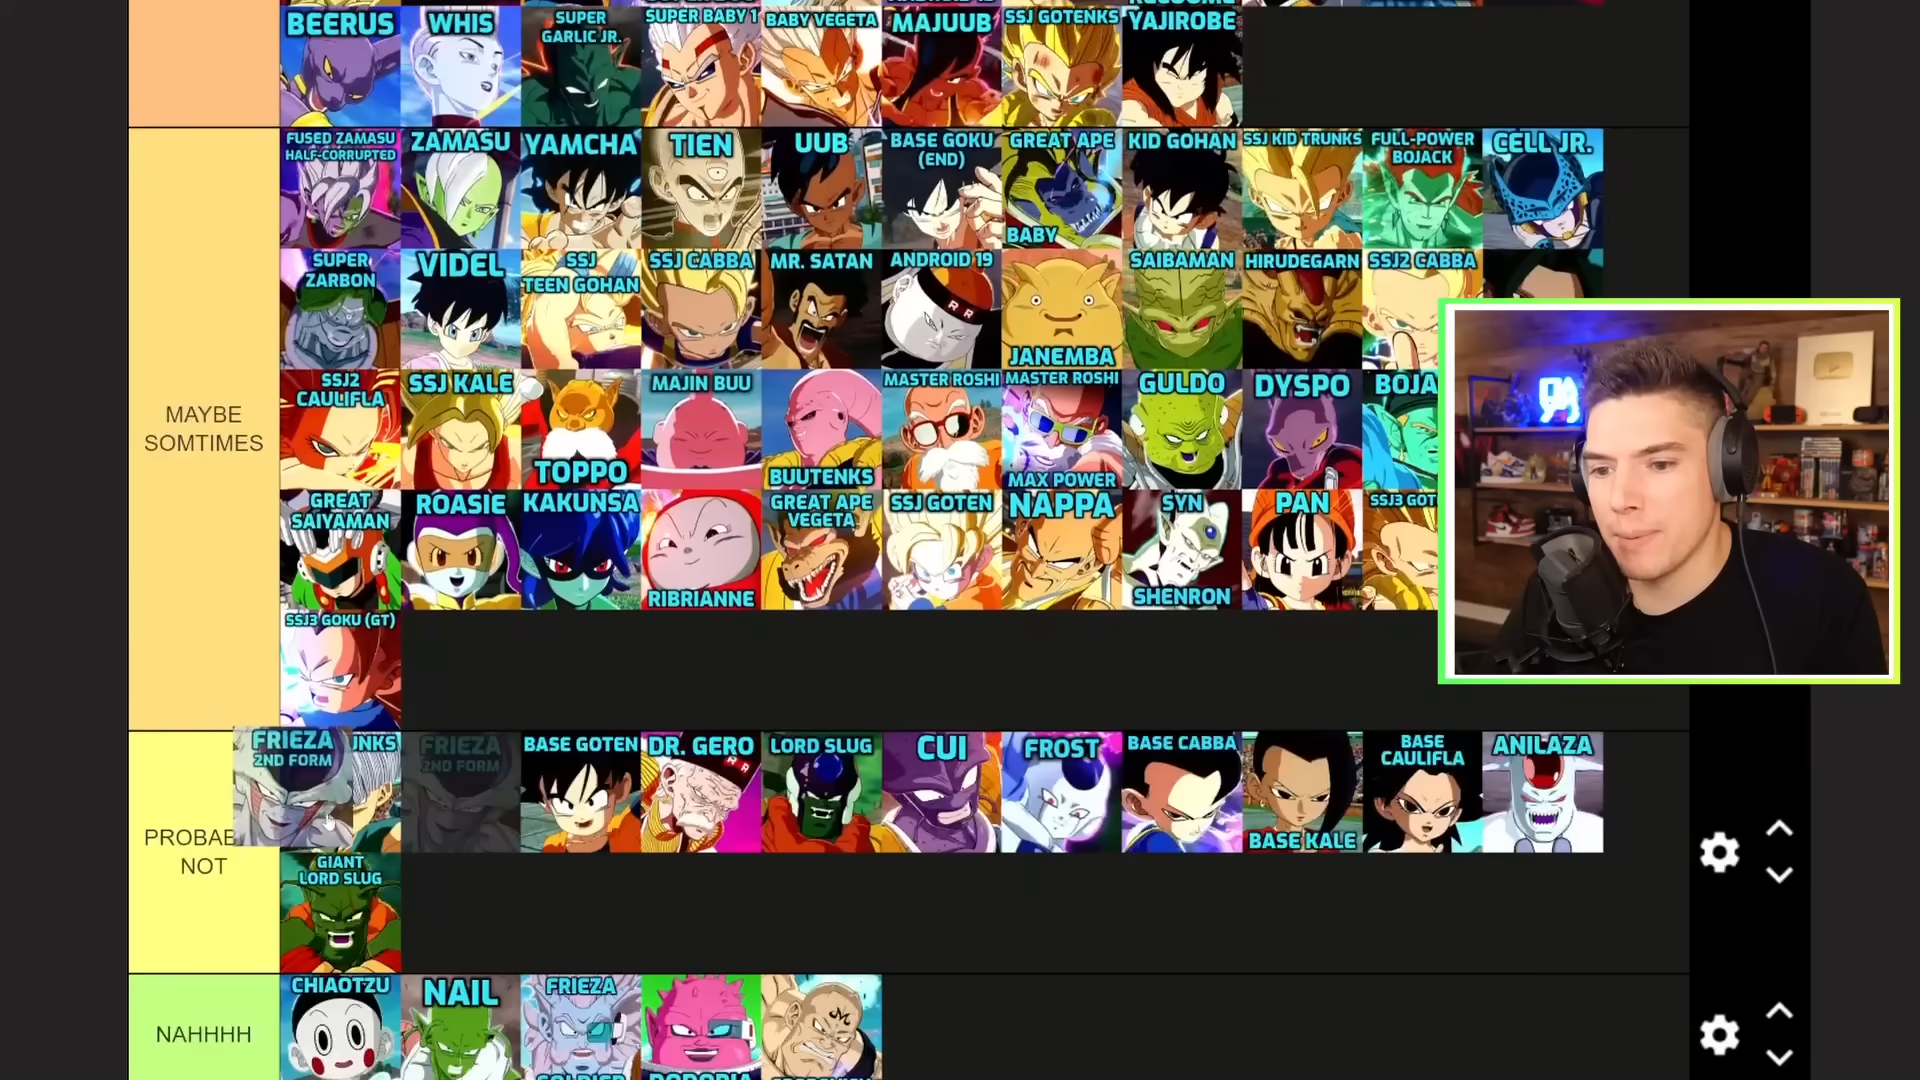 BEERUS
WHIS
SUPER
GARLIC JR.
SUPER BABY 1
BABY VEGETA
MAJUUB
SSJ GOTENKS
YAJIROBE
MAYBE
SOMTIMES
FUSED ZAMASU
HALF-CORRUPTED
ZAMASU
YAMCHA
TIEN
UUB
BASE GOKU
(END)
GREAT APE
BABY
KID GOHAN
SSJ KID TRUNKS
FULL-POWER
BOJACK
CELL JR.
SUPER
ZARBON
VIDEL
SSJ
TEEN GOHAN
SSJ CABBA
MR. SATAN
ANDROID 19
RR
JANEMBA
SAIBAMAN
HIRUDEGARN
SSJ2 CABBA
SSJ2
CAULIFLA
SSJ KALE
TOPPO
MAJIN BUU
BUUTENKS
MASTER ROSHI
MASTER ROSHI
MAX POWER
GULDO
DYSPO
BOJA
GREAT
SAIYAMAN
ROASIE
KAKUNSA
RIBRIANNE
GREAT APE
VEGETA
SSJ GOTEN
NAPPA
SYN
SHENRON
PAN
SSJ3 GOT
SSJ3 GOKU (GT)
PROBAB
NOT
FRIEZA
2ND FORM
UNKS
FRIEZA
2ND FORM
BASE GOTEN
DR. GERO
RR
LORD SLUG
CUI
FROST
BASE CABBA
BASE KALE
BASE
CAULIFLA
ANILAZA
GIANT
LORD SLUG
NAHHHH
CHIAOTZU
NAIL
FRIEZA